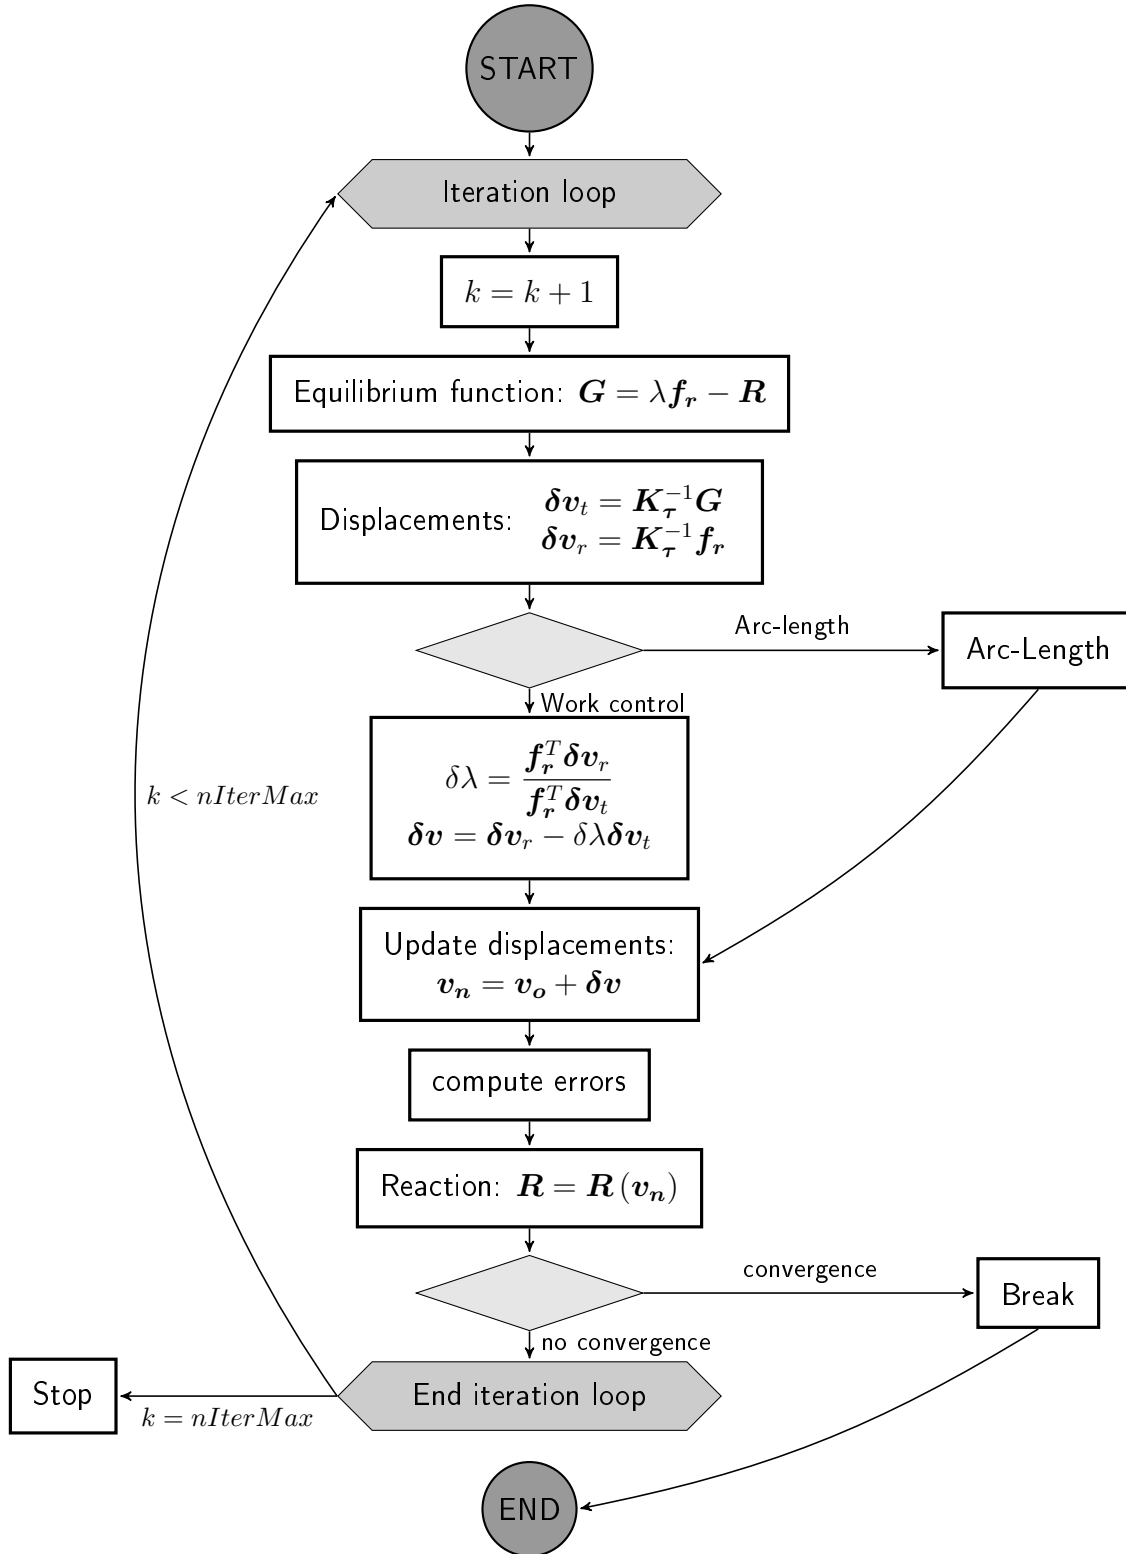 START
Iteration loop
k = k + 1
Equilibrium function: G = λf_r − R
Displacements: δv_t = K_τ^{-1} G
δv_r = K_τ^{-1} f_r
Arc-length
Arc-Length
Work control
δλ = \frac{f_r^T δv_r}{f_r^T δv_t}
δv = δv_r − δλδv_t
k < nIterMax
Update displacements:
v_n = v_o + δv
compute errors
Reaction: R = R (v_n)
convergence
Break
no convergence
End iteration loop
Stop
k = nIterMax
END